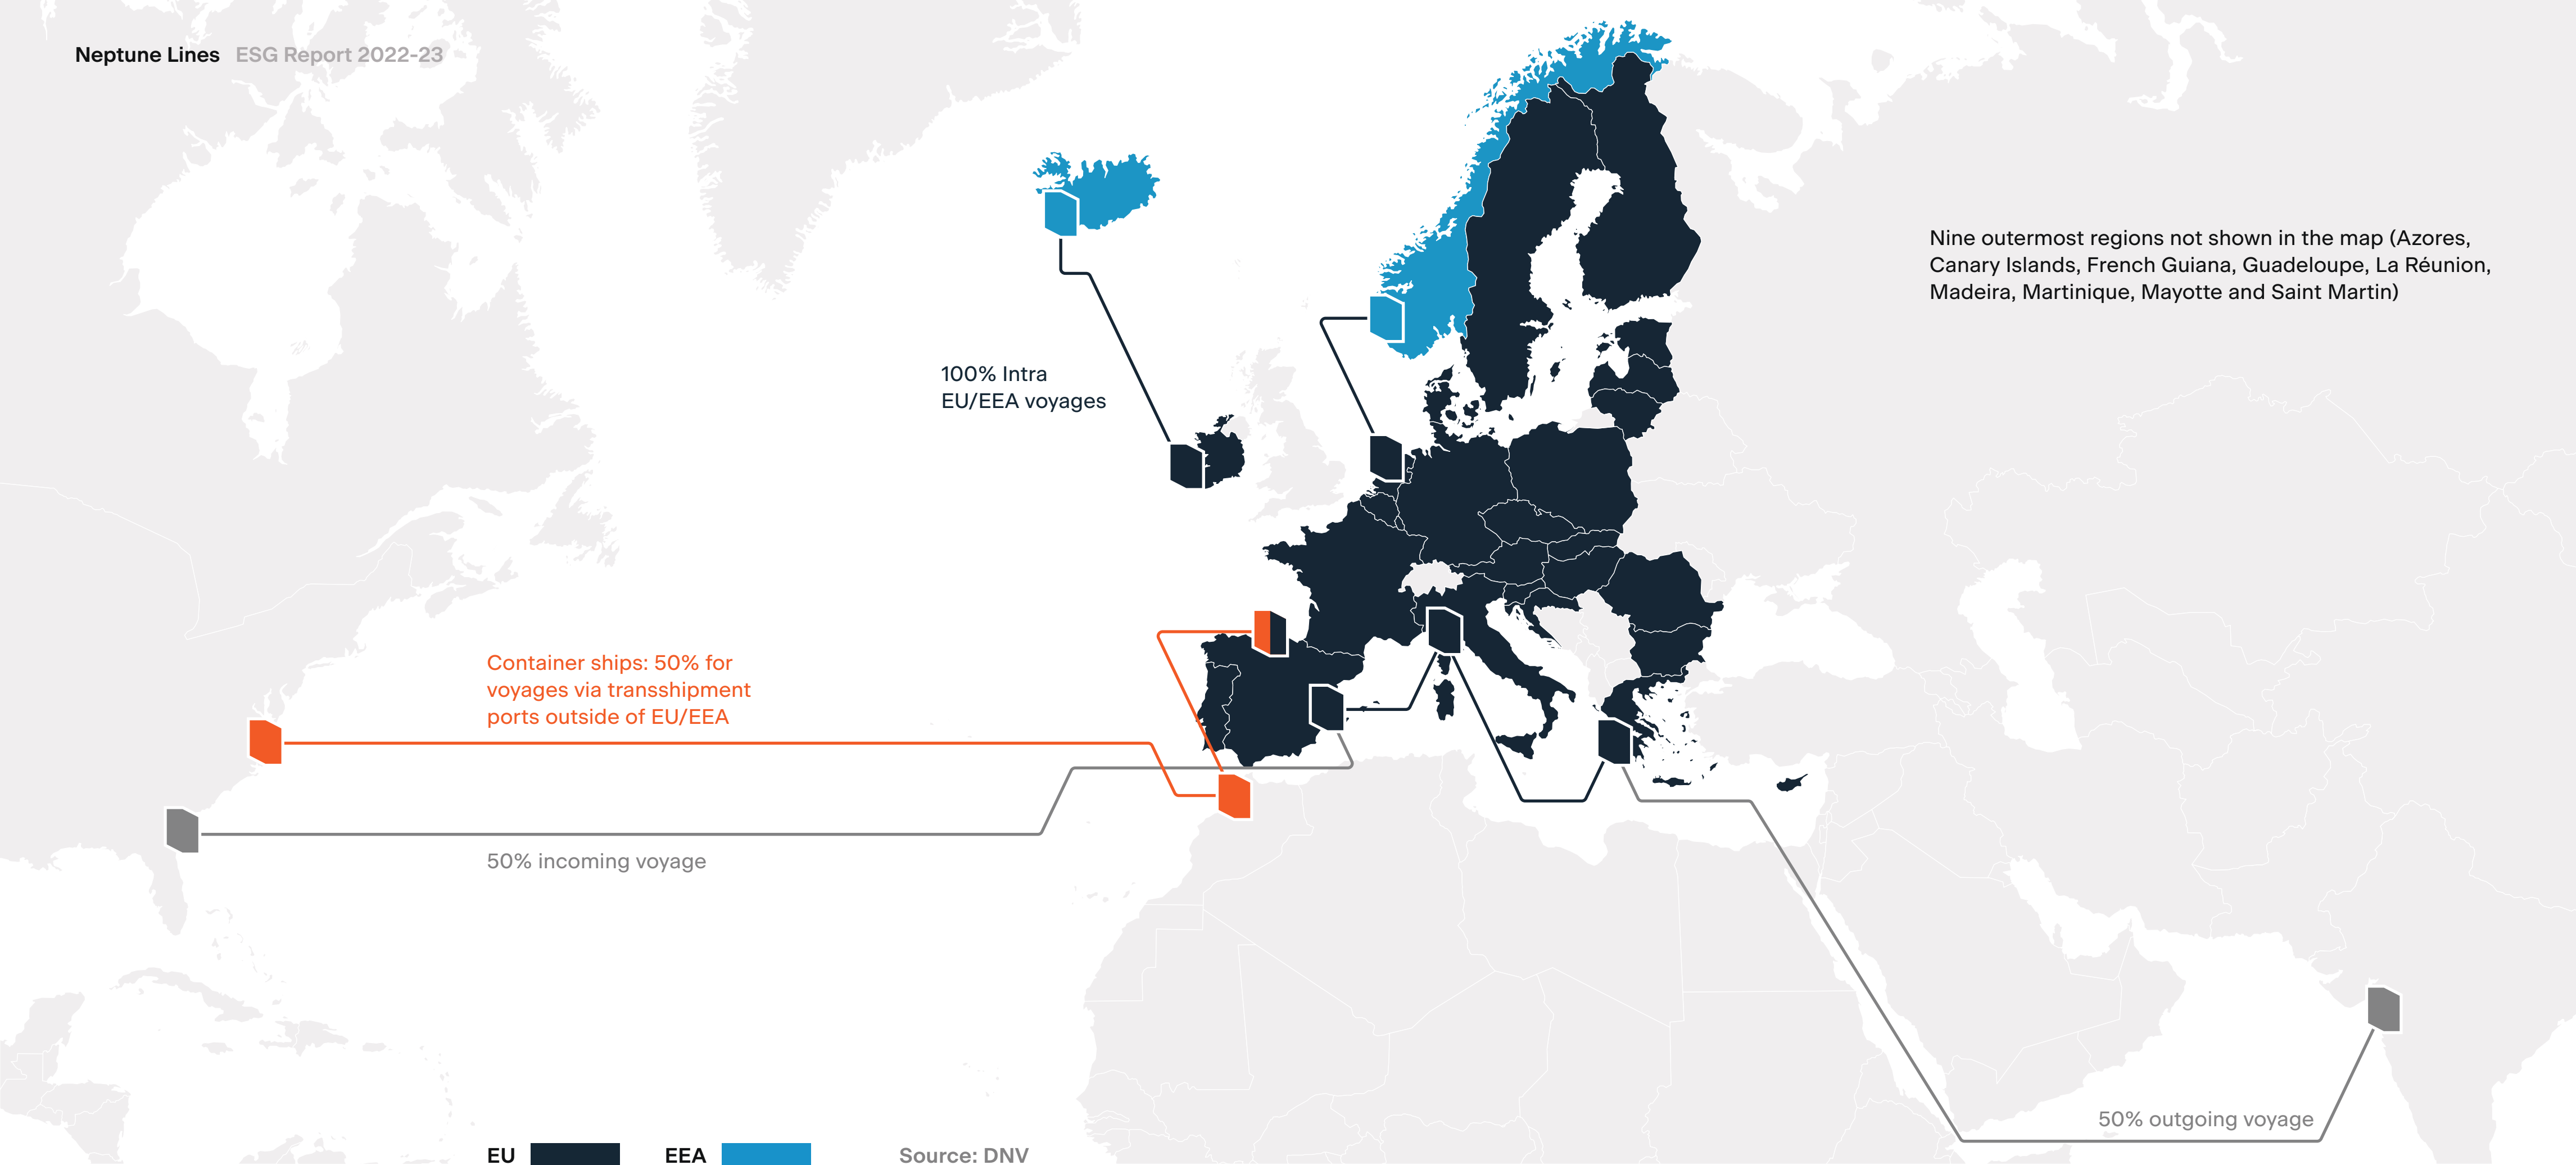 Neptune Lines ESG Report 2022-23
Nine outermost regions not shown in the map (Azores,
Canary Islands, French Guiana, Guadeloupe, La Réunion,
Madeira, Martinique, Mayotte and Saint Martin)
100% Intra
EU/EEA voyages
Container ships: 50% for
voyages via transshipment
ports outside of EU/EEA
50% incoming voyage
50% outgoing voyage
EU EEA Source: DNV